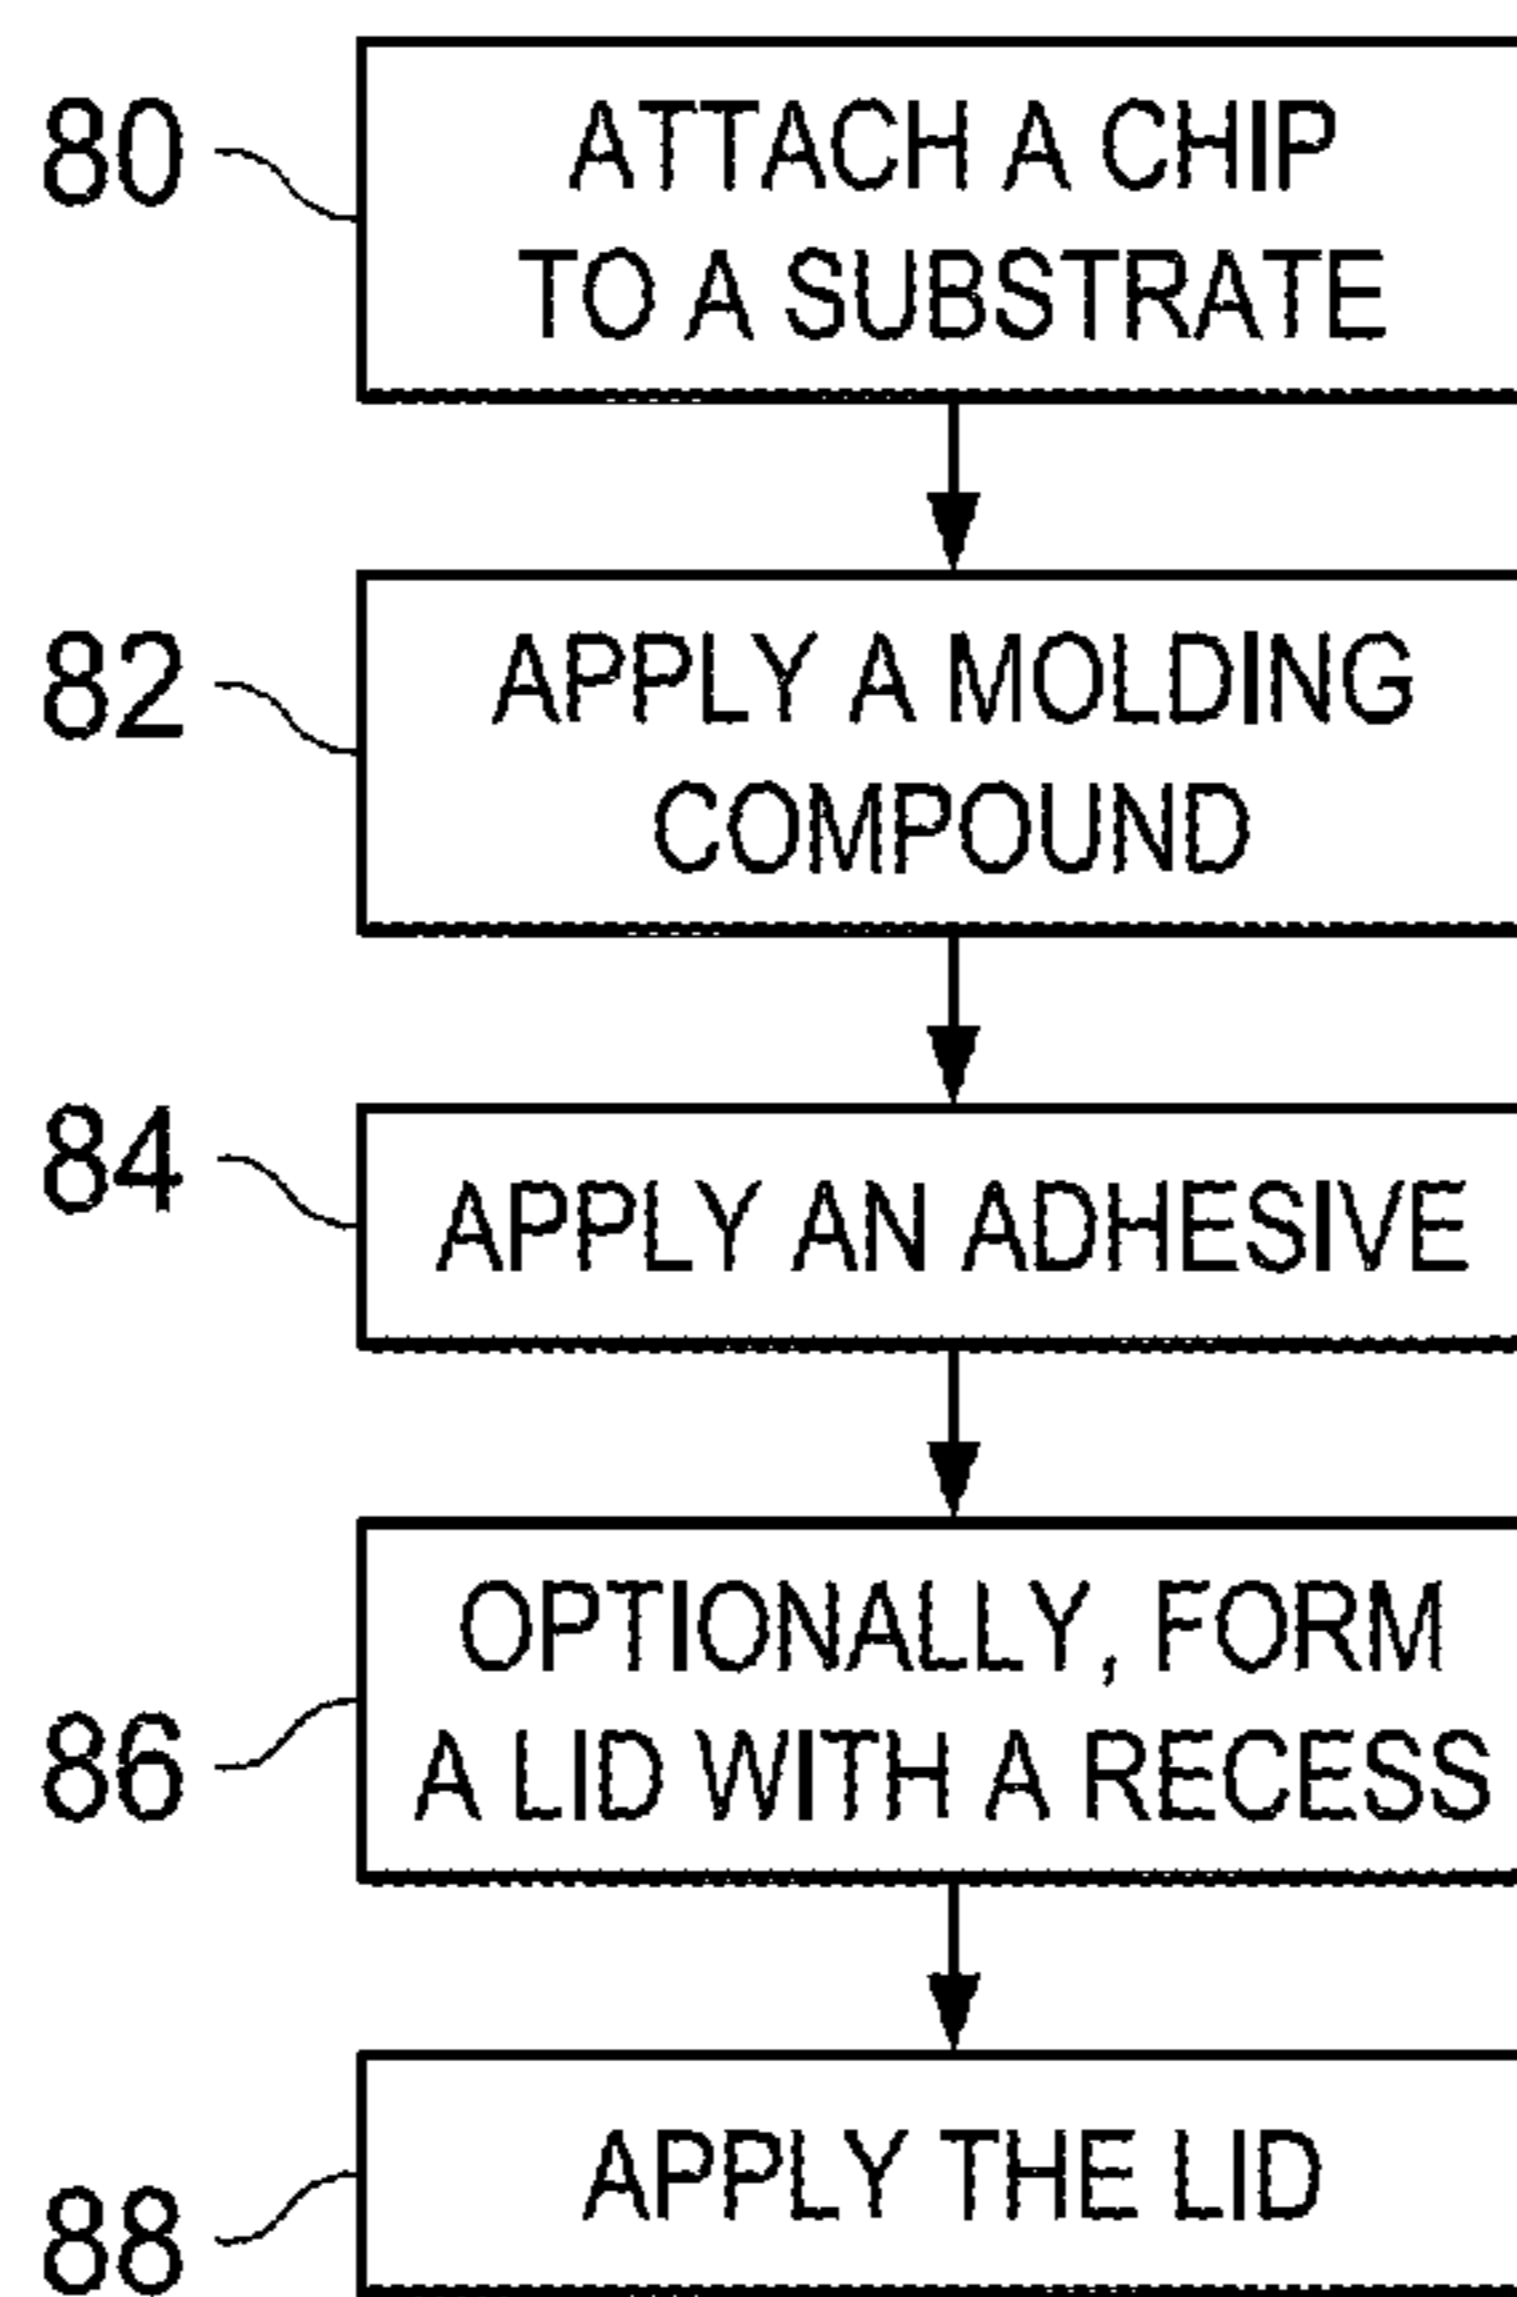 80
ATTACH A CHIP
TO A SUBSTRATE
82
APPLY A MOLDING
COMPOUND
84
APPLY AN ADHESIVE
OPTIONALLY, FORM
A LID WITH A RECESS
86
APPLY THE LID
88